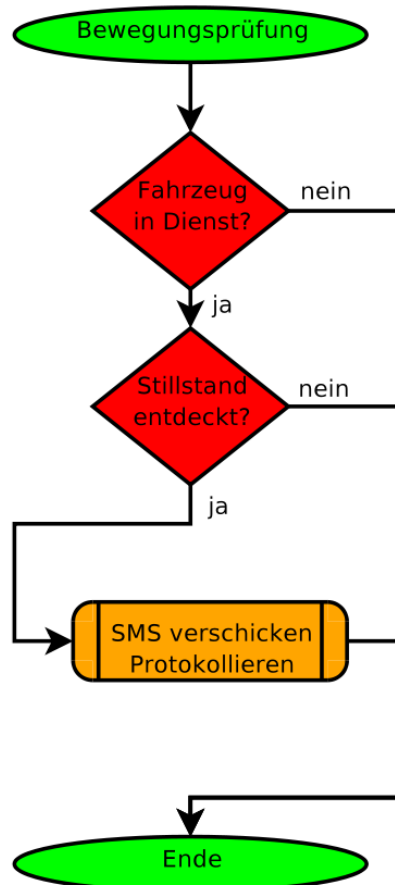 Bewegungsprüfung
Fahrzeug
in Dienst?
nein
ja
Stillstand
entdeckt?
nein
ja
SMS verschicken
Protokollieren
Ende